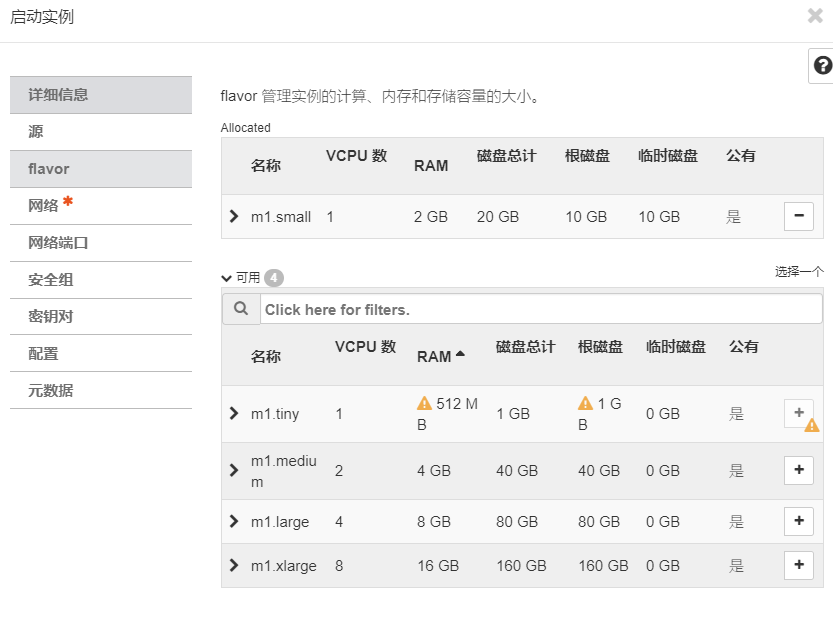 启动实例
×
详细信息
源
flavor
网络 *
网络端口
安全组
密钥对
配置
元数据
flavor 管理实例的计算、内存和存储容量的大小。
Allocated
名称 VCPU 数 RAM 磁盘总计 根磁盘 临时磁盘 公有
m1.small 1 2 GB 20 GB 10 GB 10 GB 是
可用 4 选择一个
Click here for filters.
名称 VCPU 数 RAM 磁盘总计 根磁盘 临时磁盘 公有
m1.tiny 1 512 M
B 1 GB 1 G
B 0 GB 是
m1.mediu
m 2 4 GB 40 GB 40 GB 0 GB 是
m1.large 4 8 GB 80 GB 80 GB 0 GB 是
m1.xlarge 8 16 GB 160 GB 160 GB 0 GB 是